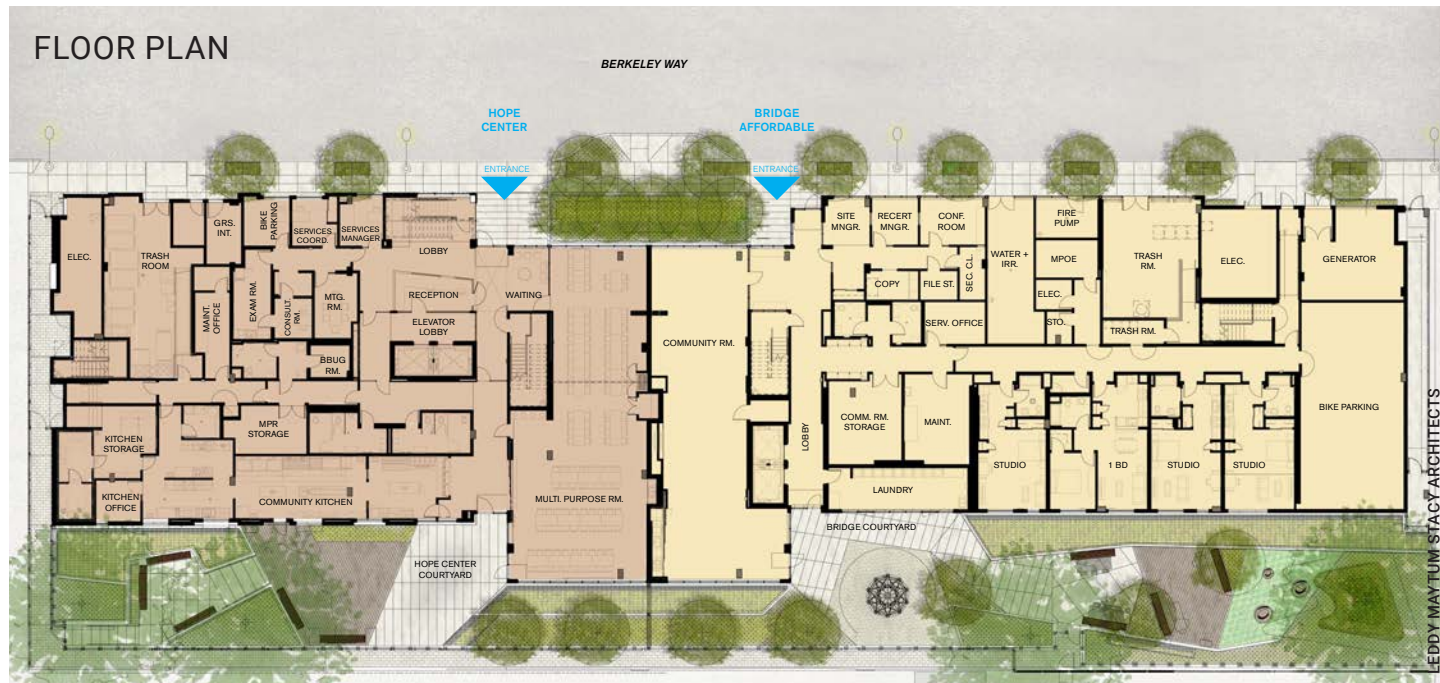 FLOOR PLAN
BERKELEY WAY
HOPE
CENTER
ENTRANCE
BRIDGE
AFFORDABLE
ENTRANCE
ELEC.
TRASH
ROOM
GRS.
INT.
BIKE
PARKING
SERVICES
COORD.
SERVICES
MANAGER
LOBBY
MAINT.
OFFICE
EXAM RM.
CONSULT.
RM.
MTG.
RM.
RECEPTION
WAITING
ELEVATOR
LOBBY
BBUG
RM.
KITCHEN
STORAGE
MPR
STORAGE
KITCHEN
OFFICE
COMMUNITY KITCHEN
MULTI. PURPOSE RM.
HOPE CENTER
COURTYARD
COMMUNITY RM.
LOBBY
SITE
MNGR.
RECERT
MNGR.
CONF.
ROOM
COPY
FILE ST.
SEC. C.L.
SERV. OFFICE
WATER +
IRR.
FIRE
PUMP
MPOE
ELEC.
STO.
TRASH
RM.
TRASH RM.
ELEC.
GENERATOR
BIKE PARKING
COMM. RM.
STORAGE
MAINT.
LAUNDRY
STUDIO
1 BD
STUDIO
STUDIO
BRIDGE COURTYARD
LEDDY MAYTUM STACY ARCHITECTS